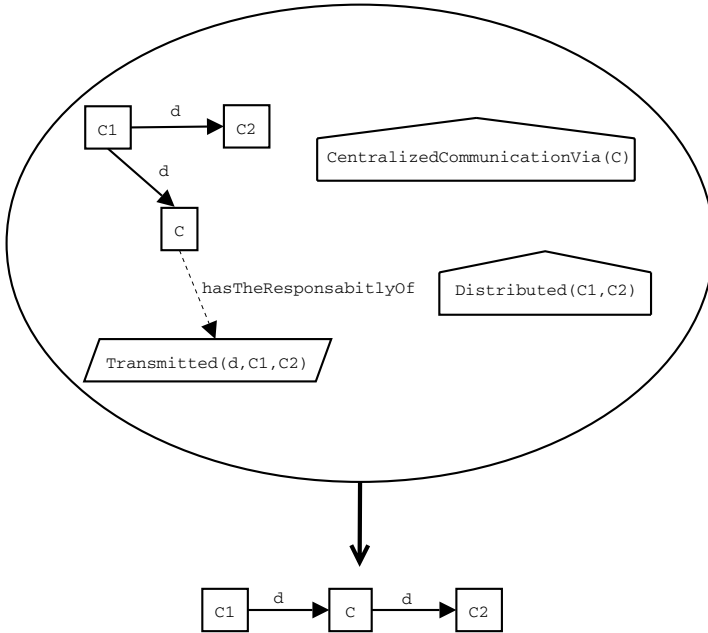 d
C1
C2
CentralizedCommunicationVia(C)
d
C
hasTheResponsabitlyOf
Distributed(C1,C2)
Transmitted(d,C1,C2)
d
d
C1
C
C2